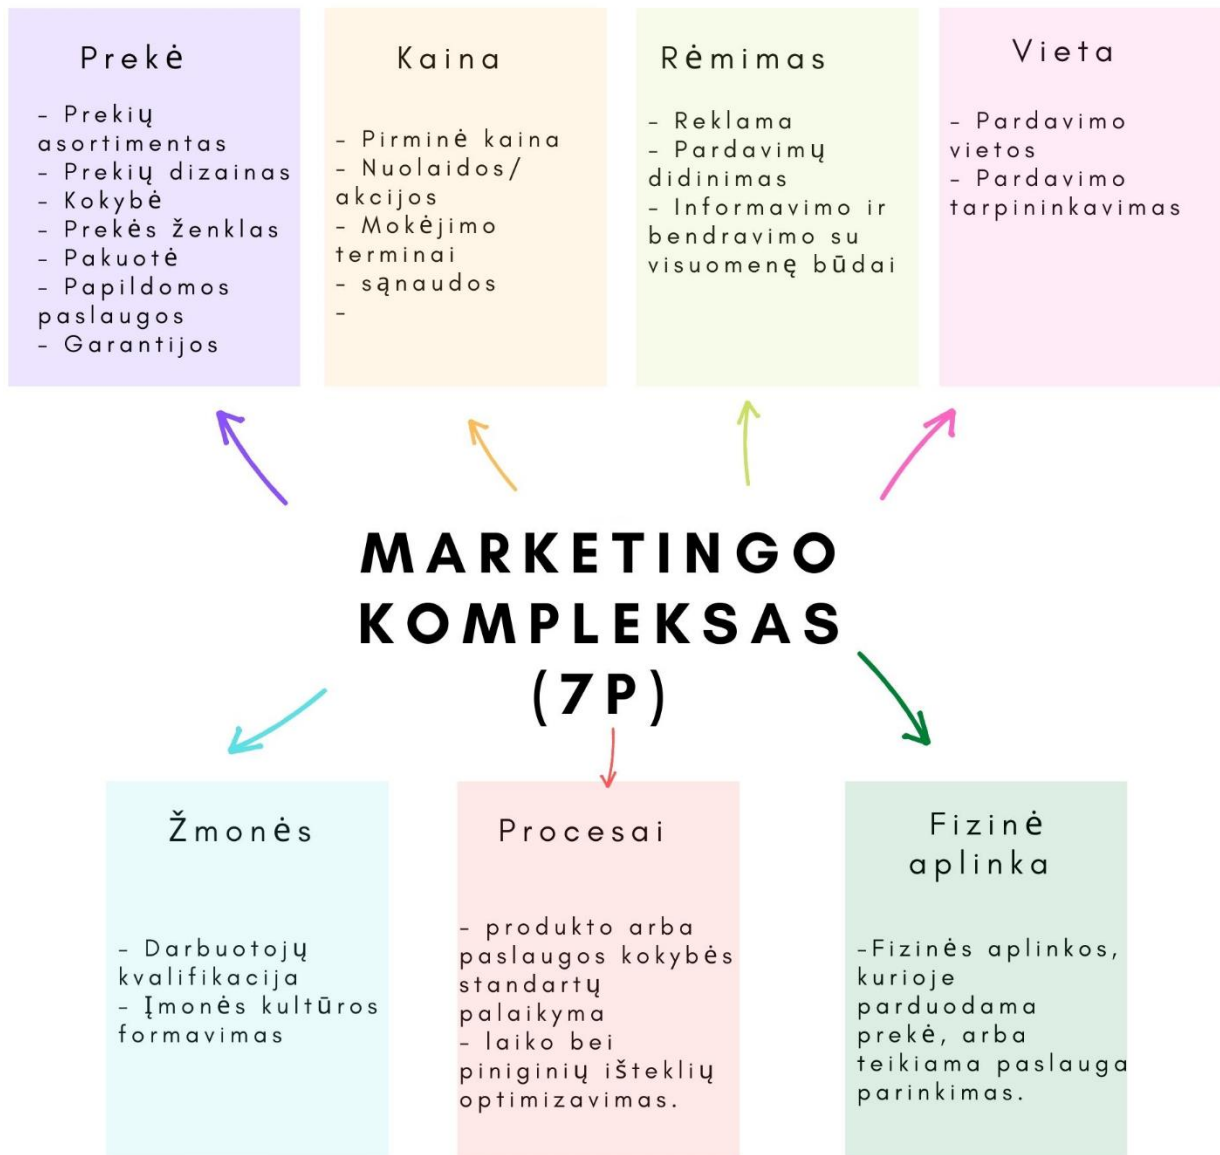 Prekė
- Prekių
asortimentas
- Prekių dizainas
- Kokybė
- Prekės ženklas
- Pakuotė
- Papildomos
paslaugos
- Garantijos
Kaina
- Pirminė kaina
- Nuolaidos/
akcijos
- Mokėjimo
terminai
- sąnaudos
-
Rėmimas
- Reklama
- Pardavimų
didinimas
- Informavimo ir
bendravimo su
visuomenę būdai
Vieta
- Pardavimo
vietos
- Pardavimo
tarpininkavimas
MARKETINGO
KOMPLEKSAS
(7P)
Žmonės
- Darbuotojų
kvalifikacija
- Įmonės kultūros
formavimas
Procesai
- produkto arba
paslaugos kokybės
standartų
palaikyma
- laiko bei
piniginių išteklių
optimizavimas.
Fizinė
aplinka
-Fizinės aplinkos,
kurioje
parduodama
prekė, arba
teikiama paslauga
parinkimas.